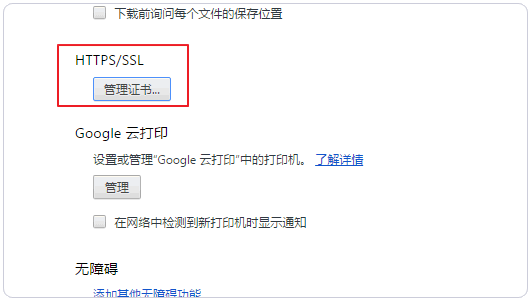 下载前询问每个文件的保存位置
HTTPS/SSL
管理证书...
Google 云打印
设置或管理"Google 云打印"中的打印机。 了解详情
管理
在网络中检测到新打印机时显示通知
无障碍
添加其他无障碍功能